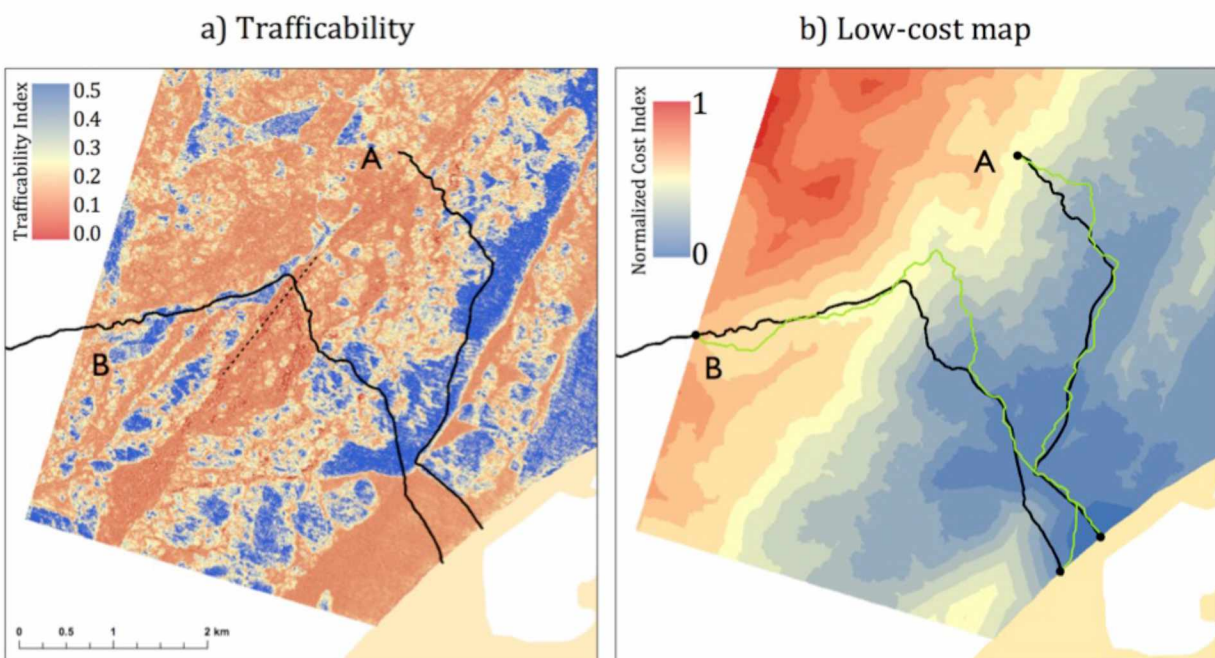 a) Trafficability
b) Low-cost map
Trafficability Index
0.5
0.4
0.3
0.2
0.1
0.0
A
B
0
0.5
1
2 km
Normalized Cost Index
1
0
A
B